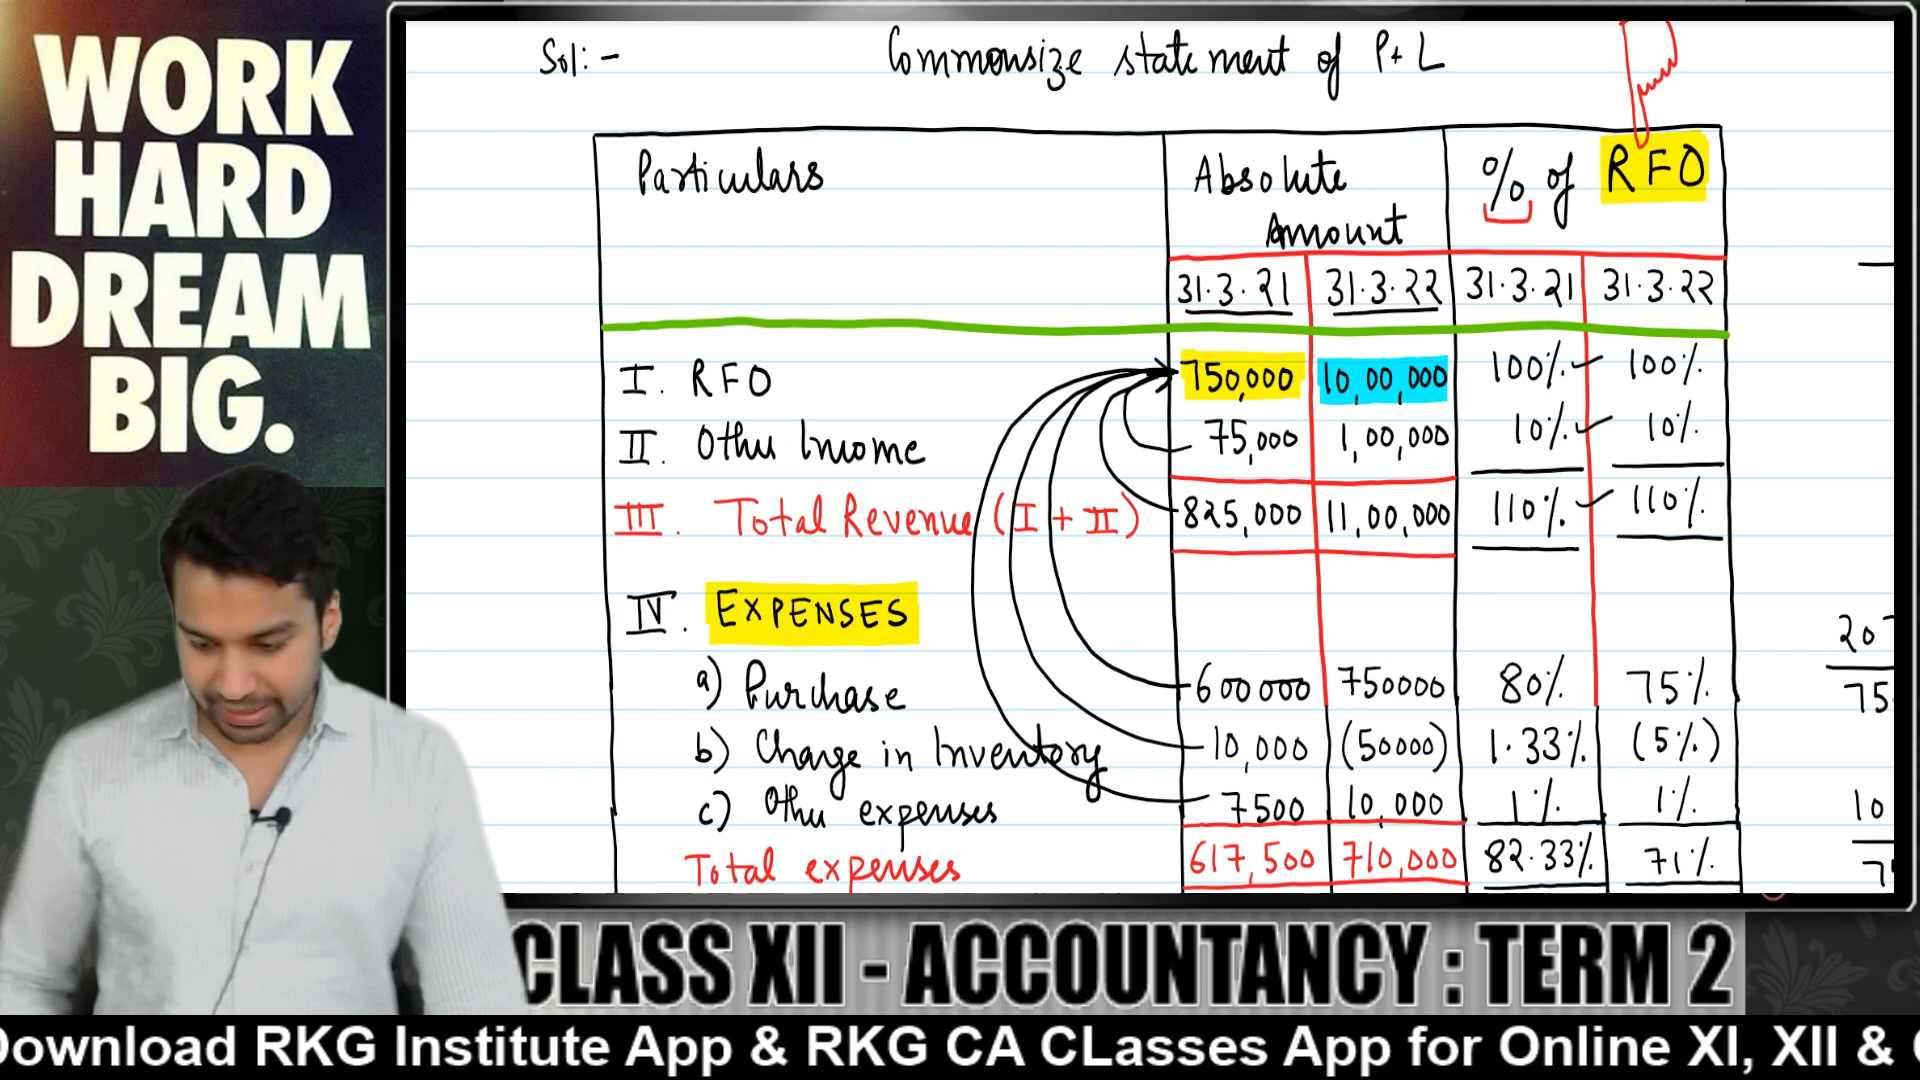 WORK
HARD
DREAM
BIG.
Sol:- Commonsize statement of P+L
Particulars Absolute Amount % of RFO
31.3.21 31.3.22 31.3.21 31.3.22
I. RFO 750,000 10,00,000 100% 100%
II. Other Income 75,000 1,00,000 10% 10%
III. Total Revenue (I + II) 825,000 11,00,000 110% 110%
IV. EXPENSES
a) Purchase 600000 750000 80% 75%
b) Change in Inventory 10,000 (50000) 1.33% (5%)
c) Other expenses 7500 10,000 1% 1%
Total expenses 617,500 710,000 82.33% 71%
CLASS XII - ACCOUNTANCY : TERM 2
Download RKG Institute App & RKG CA CLasses App for Online XI, XII &